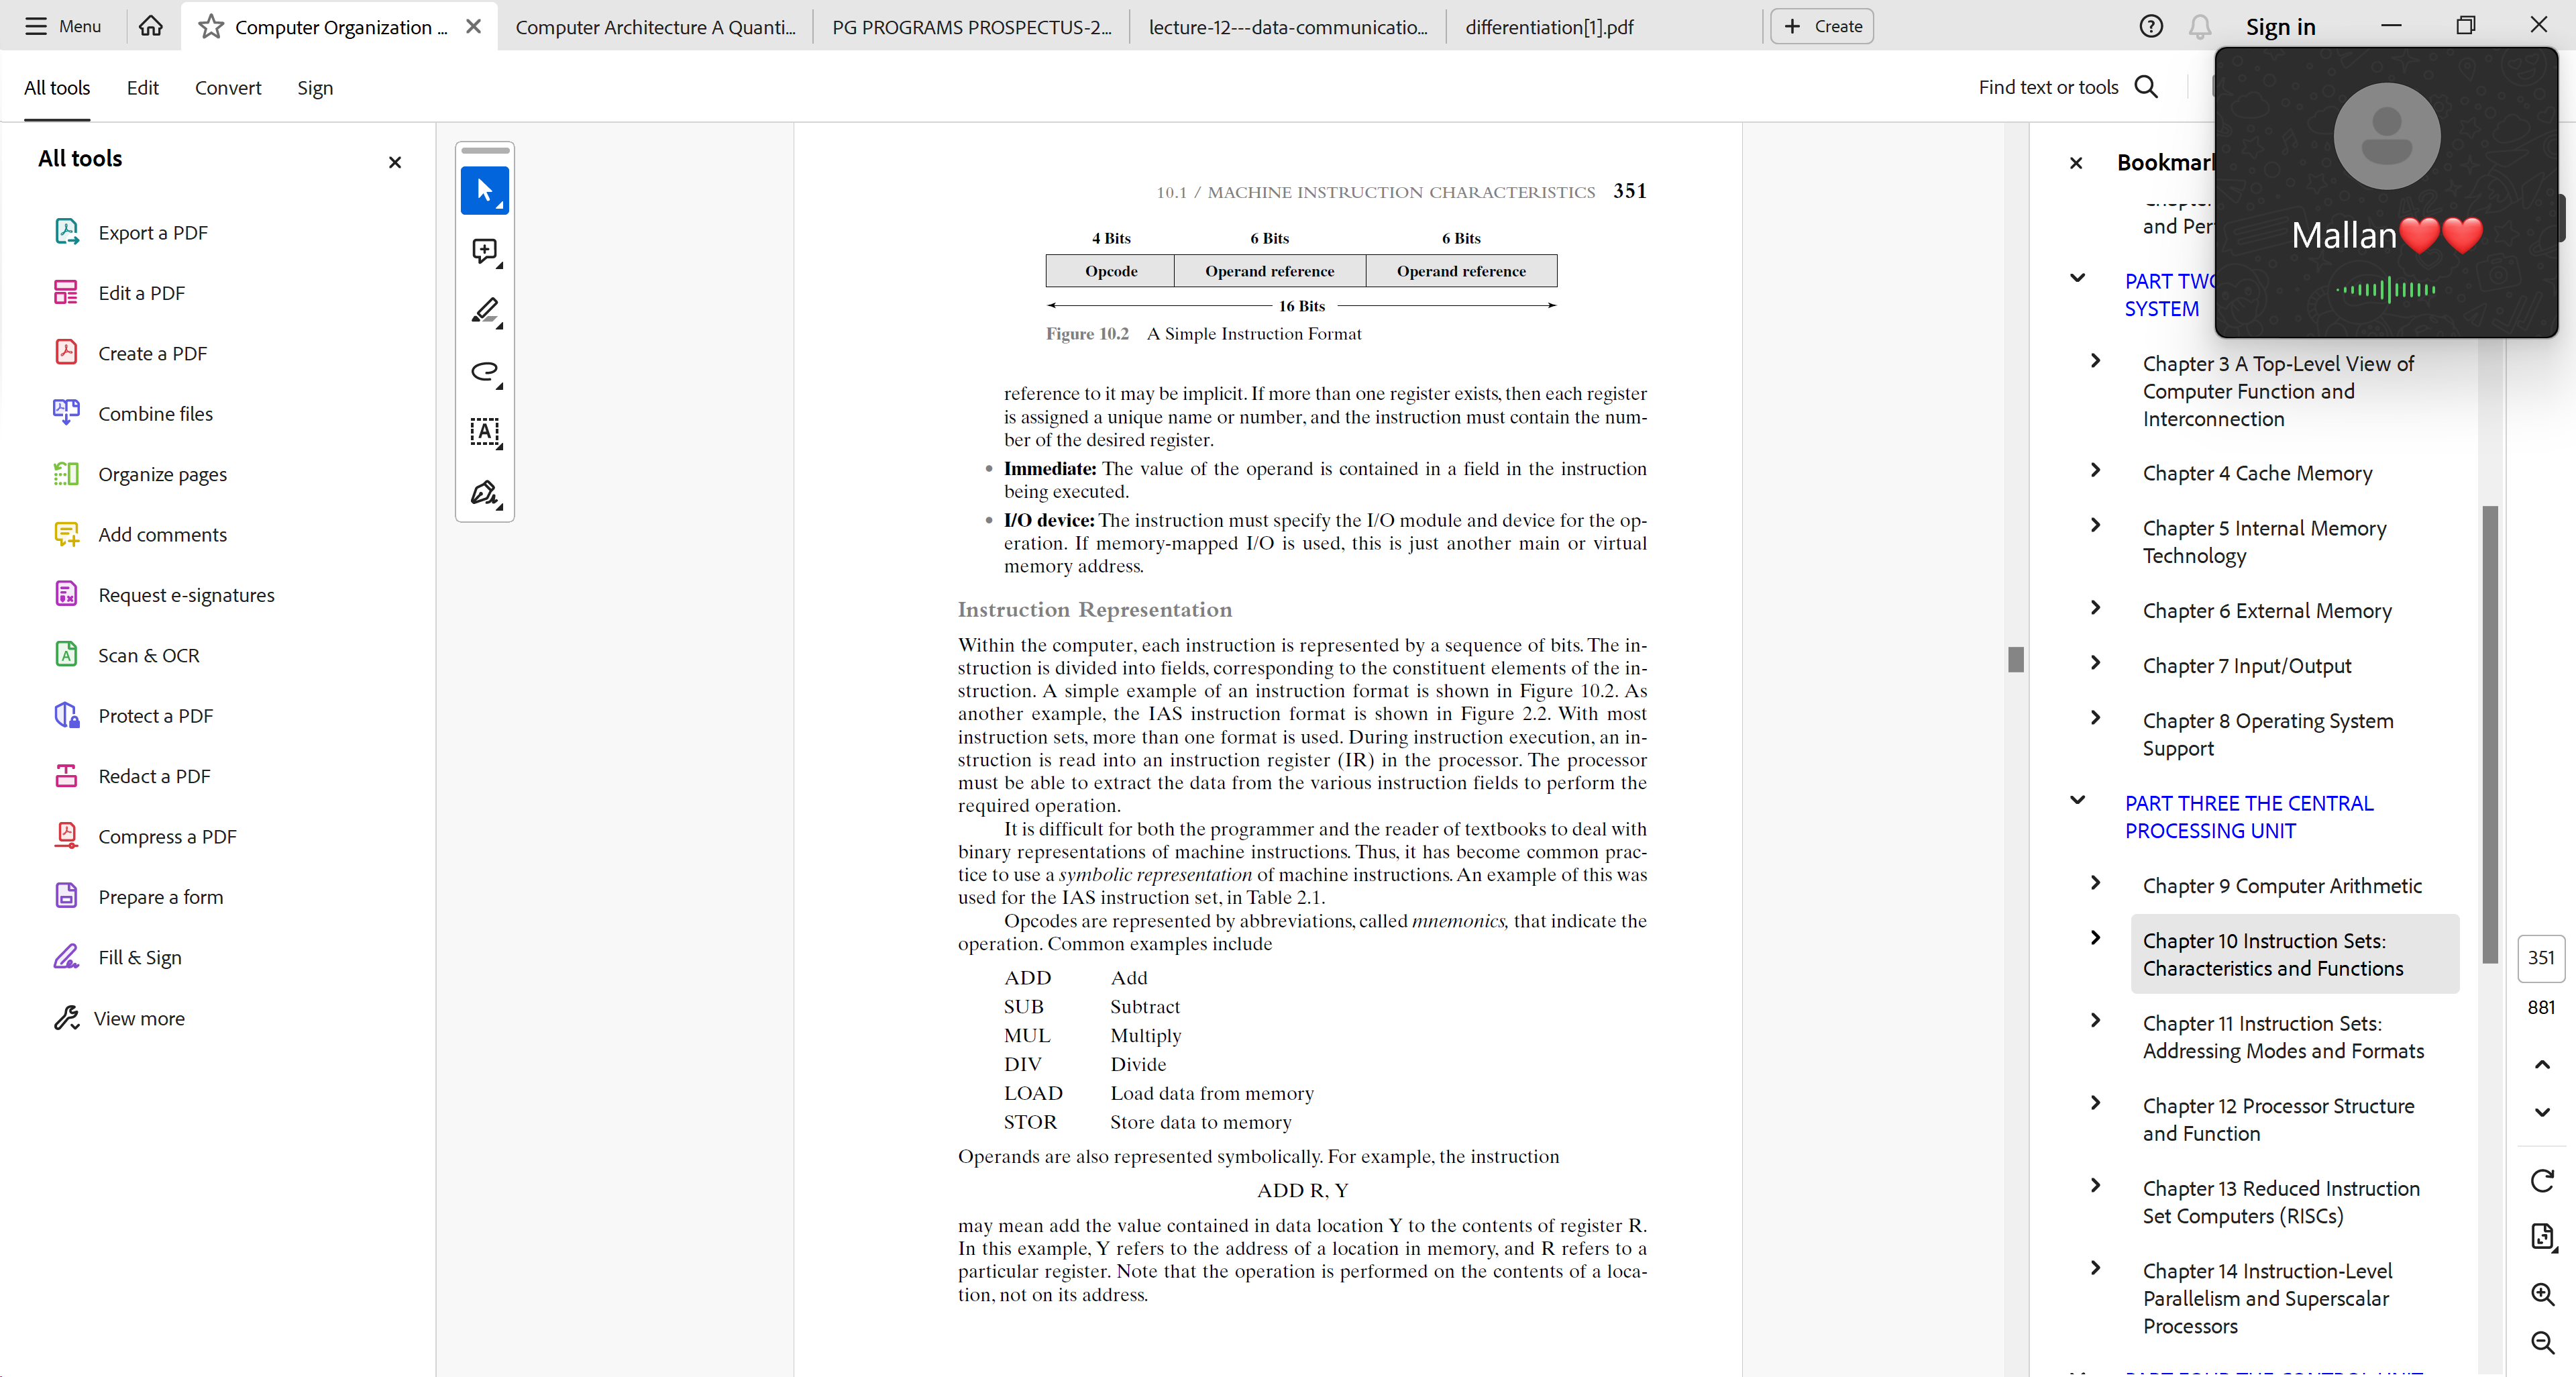 Menu
Computer Organization ...
Computer Architecture A Quanti...
PG PROGRAMS PROSPECTUS-2...
lecture-12---data-communicatio...
differentiation[1].pdf
Create
Sign in
All tools
Edit
Convert
Sign
Find text or tools
All tools
Export a PDF
Edit a PDF
Create a PDF
Combine files
Organize pages
Add comments
Request e-signatures
Scan & OCR
Protect a PDF
Redact a PDF
Compress a PDF
Prepare a form
Fill & Sign
View more
10.1 / MACHINE INSTRUCTION CHARACTERISTICS 351
4 Bits 6 Bits 6 Bits
Opcode Operand reference Operand reference
16 Bits
Figure 10.2 A Simple Instruction Format
reference to it may be implicit. If more than one register exists, then each register
is assigned a unique name or number, and the instruction must contain the num-
ber of the desired register.
• Immediate: The value of the operand is contained in a field in the instruction
being executed.
• I/O device: The instruction must specify the I/O module and device for the op-
eration. If memory-mapped I/O is used, this is just another main or virtual
memory address.
Instruction Representation
Within the computer, each instruction is represented by a sequence of bits. The in-
struction is divided into fields, corresponding to the constituent elements of the in-
struction. A simple example of an instruction format is shown in Figure 10.2. As
another example, the IAS instruction format is shown in Figure 2.2. With most
instruction sets, more than one format is used. During instruction execution, an in-
struction is read into an instruction register (IR) in the processor. The processor
must be able to extract the data from the various instruction fields to perform the
required operation.
It is difficult for both the programmer and the reader of textbooks to deal with
binary representations of machine instructions. Thus, it has become common prac-
tice to use a symbolic representation of machine instructions. An example of this was
used for the IAS instruction set, in Table 2.1.
Opcodes are represented by abbreviations, called mnemonics, that indicate the
operation. Common examples include
ADD Add
SUB Subtract
MUL Multiply
DIV Divide
LOAD Load data from memory
STOR Store data to memory
Operands are also represented symbolically. For example, the instruction
ADD R, Y
may mean add the value contained in data location Y to the contents of register R.
In this example, Y refers to the address of a location in memory, and R refers to a
particular register. Note that the operation is performed on the contents of a loca-
tion, not on its address.
Mallan❤️❤️
Bookmar
and Per
PART TWO
SYSTEM
Chapter 3 A Top-Level View of
Computer Function and
Interconnection
Chapter 4 Cache Memory
Chapter 5 Internal Memory
Technology
Chapter 6 External Memory
Chapter 7 Input/Output
Chapter 8 Operating System
Support
PART THREE THE CENTRAL
PROCESSING UNIT
Chapter 9 Computer Arithmetic
Chapter 10 Instruction Sets:
Characteristics and Functions
Chapter 11 Instruction Sets:
Addressing Modes and Formats
Chapter 12 Processor Structure
and Function
Chapter 13 Reduced Instruction
Set Computers (RISCs)
Chapter 14 Instruction-Level
Parallelism and Superscalar
Processors
351
881